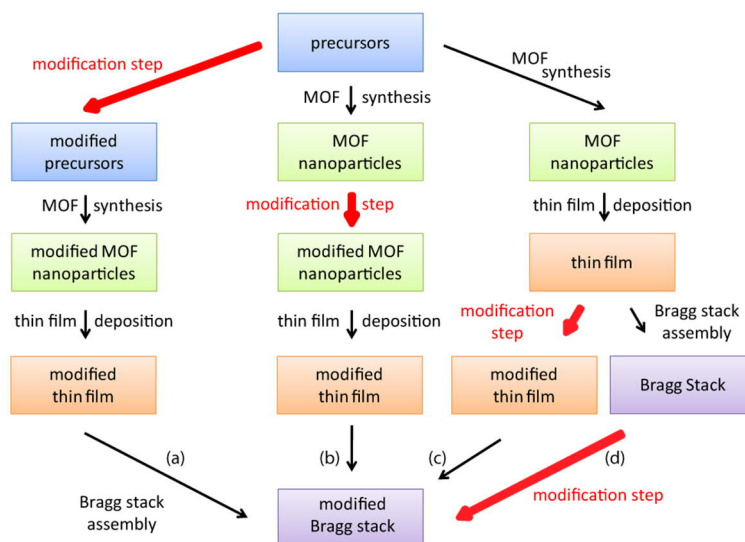 precursors
modification step
MOF
synthesis
MOF synthesis
modified
precursors
MOF
nanoparticles
MOF
nanoparticles
MOF synthesis
modification step
thin film deposition
modified MOF
nanoparticles
modified MOF
nanoparticles
thin film
thin film deposition
thin film deposition
modification
step
Bragg stack
assembly
modified
thin film
modified
thin film
modified
thin film
Bragg Stack
(a)
(b)
(c)
(d)
Bragg stack
assembly
modified
Bragg stack
modification step